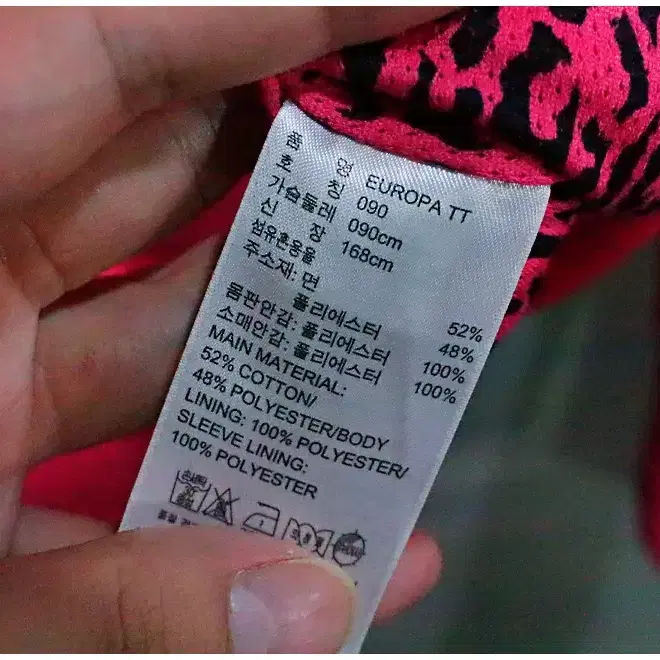 품 명 EUROPA TT
호 칭 090
가슴둘레 090cm
신 장 168cm
섬유혼용율
주소재: 면 52%
폴리에스터 48%
몸판안감: 폴리에스터 100%
소매안감: 폴리에스터 100%
MAIN MATERIAL:
52% COTTON/
48% POLYESTER/BODY
LINING: 100% POLYESTER/
SLEEVE LINING:
100% POLYESTER